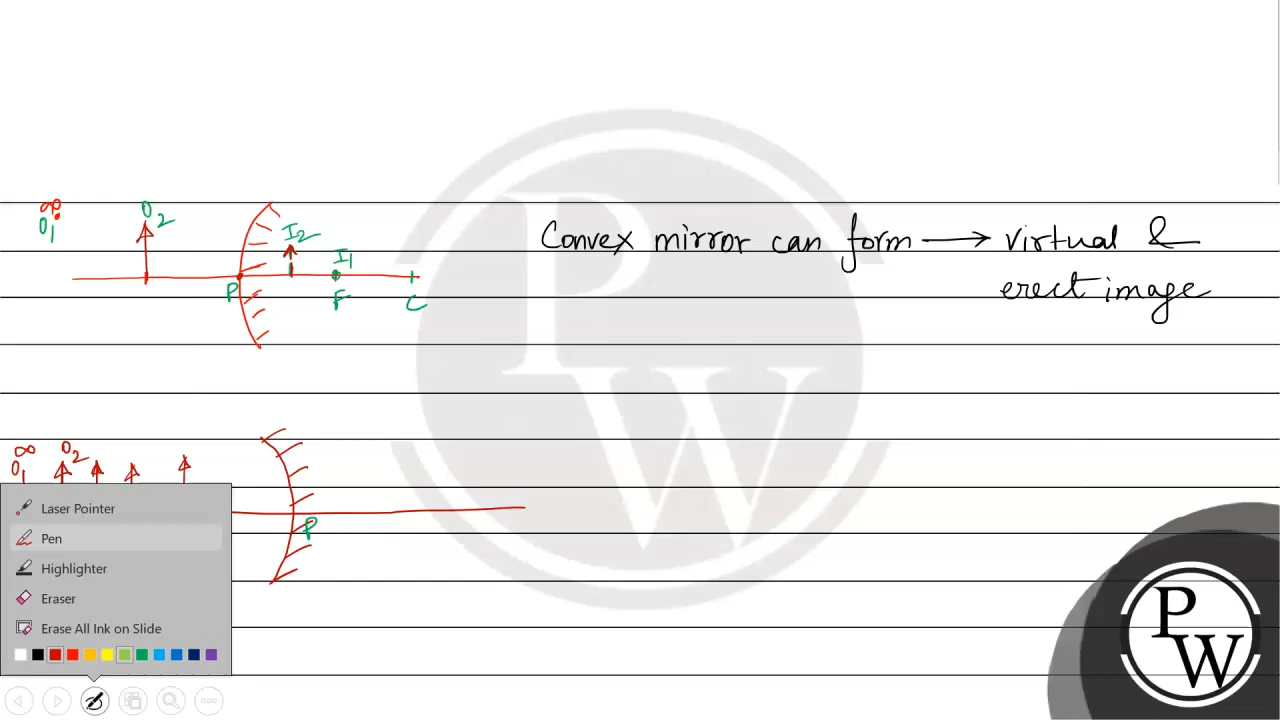 ∞
O1
O2
I2
I1
P
F
C
Convex mirror can form → virtual &
erect image
∞
O1
O2
P
Laser Pointer
Pen
Highlighter
Eraser
Erase All Ink on Slide
P
W
P
W